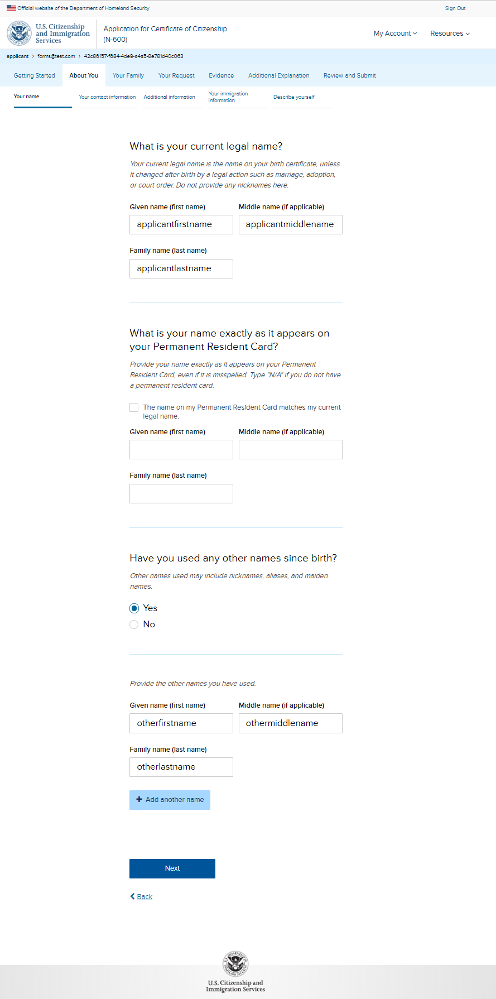 Official website of the Department of Homeland Security
Sign Out
U.S. Citizenship
and Immigration
Services
Application for Certificate of Citizenship
(N-600)
My Account
Resources
applicant > forms@test.com > 42c86157-f684-4de9-a4a5-8e781d40c063
Getting Started
About You
Your Family
Your Request
Evidence
Additional Explanation
Review and Submit
Your name
Your contact information
Additional information
Your immigration
information
Describe yourself
What is your current legal name?
Your current legal name is the name on your birth certificate, unless
it changed after birth by a legal action such as marriage, adoption,
or court order. Do not provide any nicknames here.
Given name (first name)
Middle name (if applicable)
applicantfirstname
applicantmiddlename
Family name (last name)
applicantlastname
What is your name exactly as it appears on
your Permanent Resident Card?
Provide your name exactly as it appears on your Permanent
Resident Card, even if it is misspelled. Type "N/A" if you do not have
a permanent resident card.
The name on my Permanent Resident Card matches my current
legal name.
Given name (first name)
Middle name (if applicable)
Family name (last name)
Have you used any other names since birth?
Other names used may include nicknames, aliases, and maiden
names.
Yes
No
Provide the other names you have used.
Given name (first name)
Middle name (if applicable)
otherfirstname
othermiddlename
Family name (last name)
otherlastname
+ Add another name
Next
Back
U.S. Citizenship and
Immigration Services